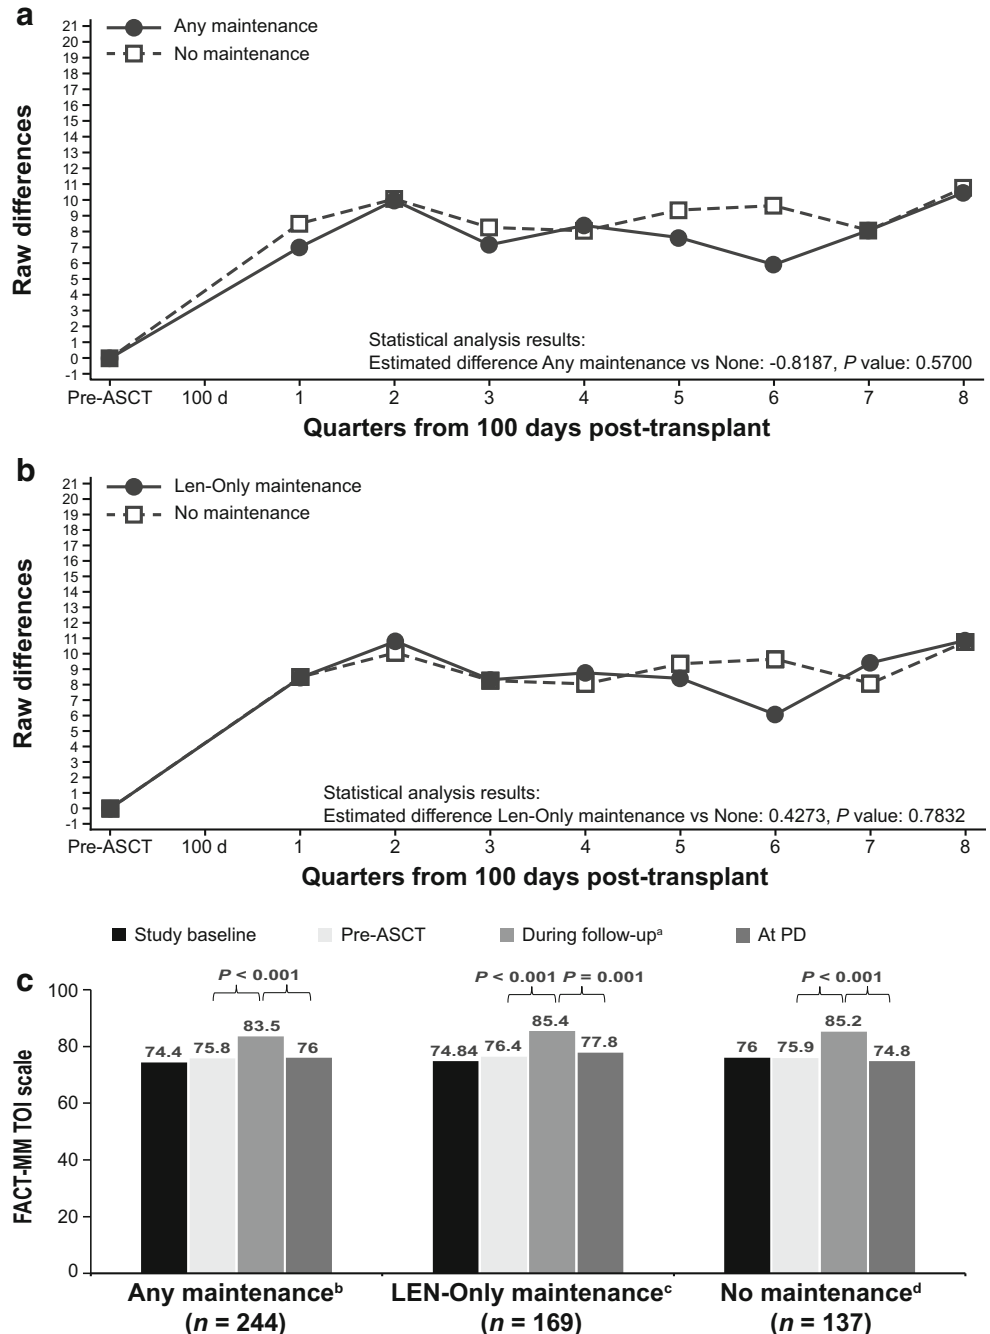 a
Any maintenance
No maintenance
Raw differences
21
20
19
18
17
16
15
14
13
12
11
10
9
8
7
6
5
4
3
2
1
0
-1
Statistical analysis results:
Estimated difference Any maintenance vs None: -0.8187, P value: 0.5700
Pre-ASCT 100 d 1 2 3 4 5 6 7 8
Quarters from 100 days post-transplant
b
Len-Only maintenance
No maintenance
Raw differences
21
20
19
18
17
16
15
14
13
12
11
10
9
8
7
6
5
4
3
2
1
0
-1
Statistical analysis results:
Estimated difference Len-Only maintenance vs None: 0.4273, P value: 0.7832
Pre-ASCT 100 d 1 2 3 4 5 6 7 8
Quarters from 100 days post-transplant
Study baseline Pre-ASCT During follow-upᵃ At PD
c
FACT-MM TOI scale
100
80
60
40
20
0
P < 0.001
74.4 75.8 83.5 76
P < 0.001 P = 0.001
74.84 76.4 85.4 77.8
P < 0.001
76 75.9 85.2 74.8
Any maintenanceᵇ LEN-Only maintenanceᶜ No maintenanceᵈ
(n = 244) (n = 169) (n = 137)